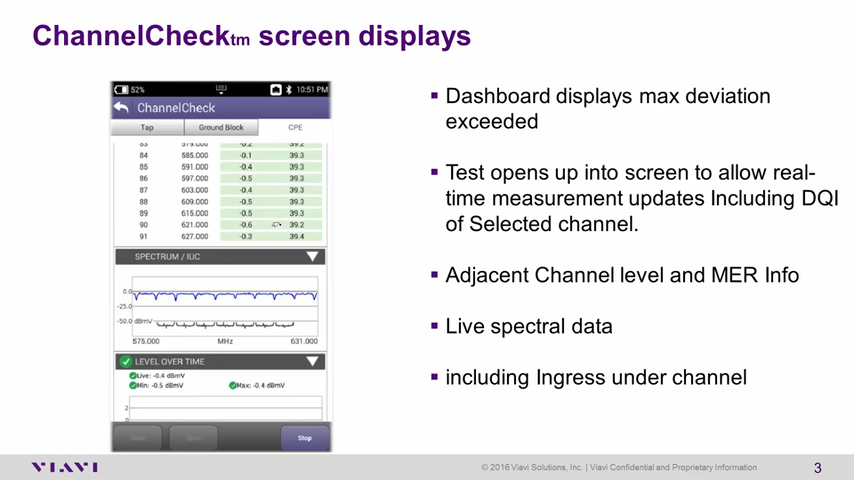 ChannelChecktm screen displays
52%
10:51 PM
ChannelCheck
Tap Ground Block CPE
83 579.000 -0.2 39.2
84 585.000 -0.1 39.3
85 591.000 -0.4 39.3
86 597.000 -0.5 39.3
87 603.000 -0.4 39.3
88 609.000 -0.5 39.3
89 615.000 -0.5 39.3
90 621.000 -0.6 39.2
91 627.000 -0.3 39.4
SPECTRUM / IUC
0.0
-25.0
-50.0 dBmV
575.000 MHz 631.000
LEVEL OVER TIME
Live: -0.4 dBmV
Min: -0.5 dBmV Max: -0.4 dBmV
2
0
Stop
▪ Dashboard displays max deviation
exceeded
▪ Test opens up into screen to allow real-
time measurement updates Including DQI
of Selected channel.
▪ Adjacent Channel level and MER Info
▪ Live spectral data
▪ including Ingress under channel
VIAVI
© 2016 Viavi Solutions, Inc. | Viavi Confidential and Proprietary Information
3